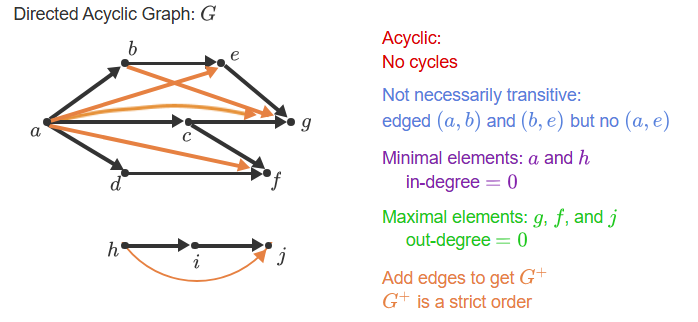 Directed Acyclic Graph: G
b
e
a
c
g
d
f
h
i
j
Acyclic:
No cycles
Not necessarily transitive:
edged (a, b) and (b, e) but no (a, e)
Minimal elements: a and h
in-degree = 0
Maximal elements: g, f, and j
out-degree = 0
Add edges to get G⁺
G⁺ is a strict order